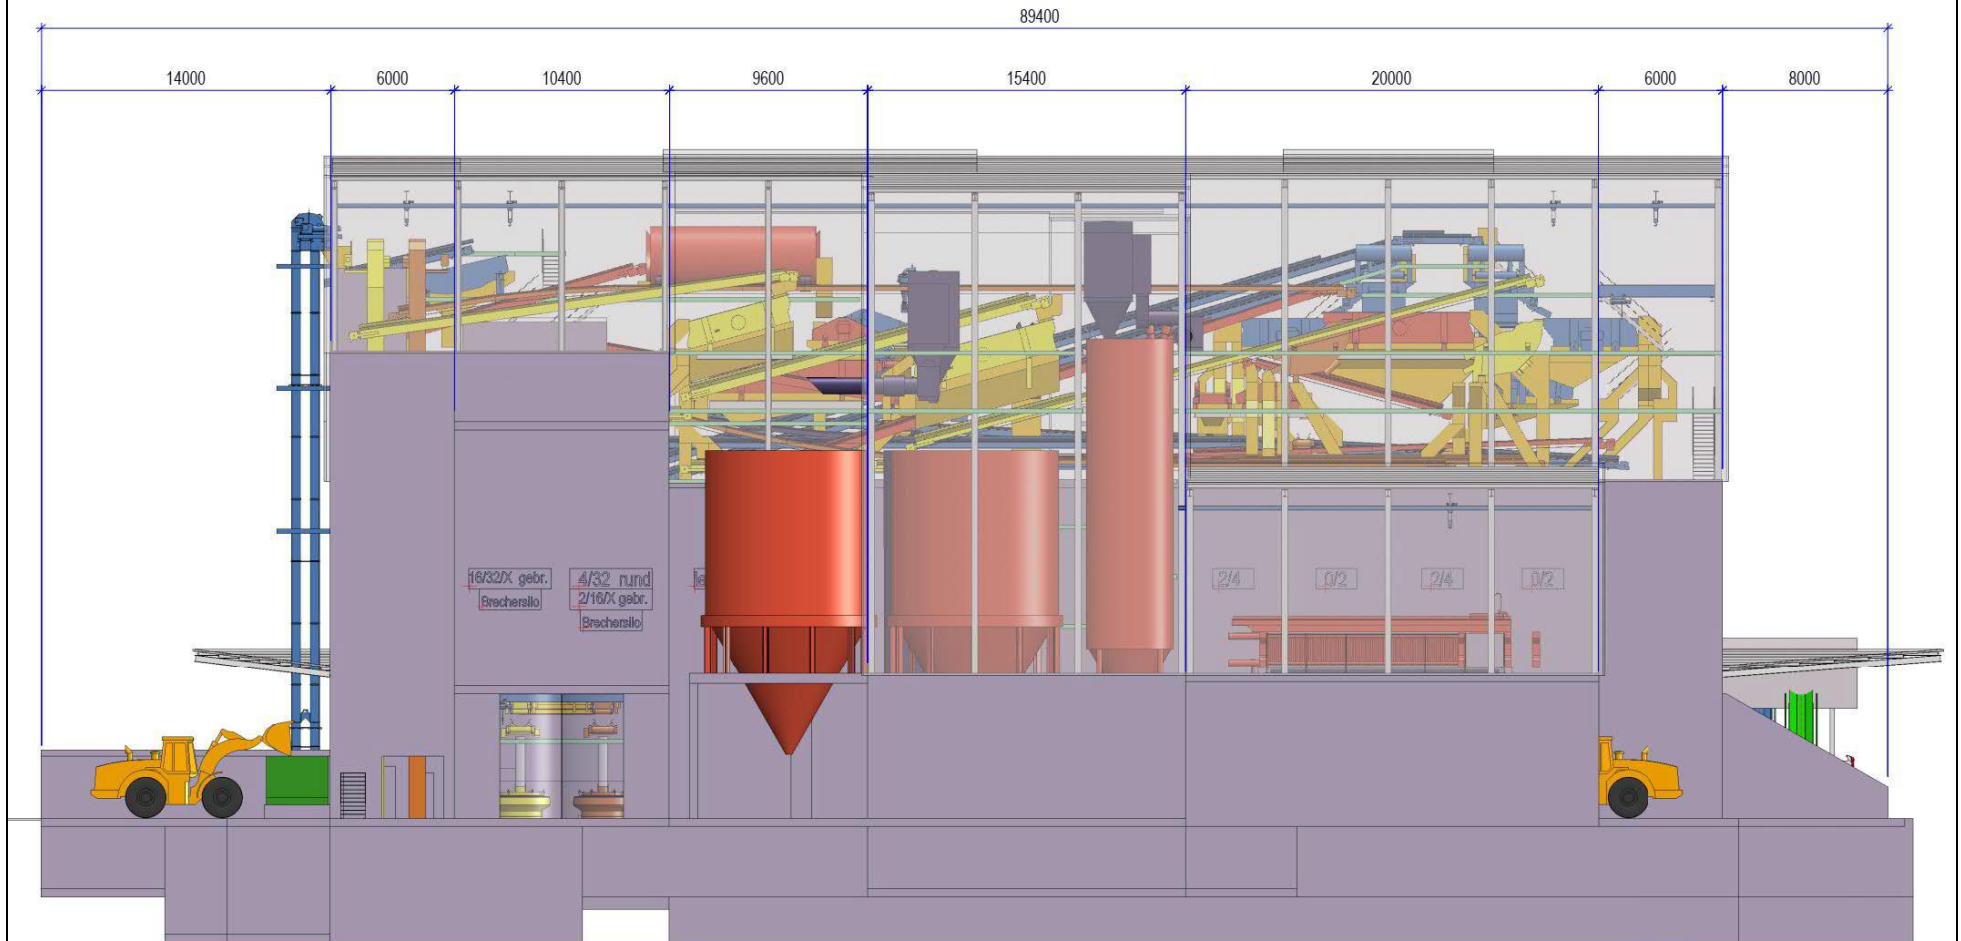 89400
14000 6000 10400 9600 15400 20000 6000 8000
16/32/X gebr.
Brechersilo
4/32 rund
2/16/X gebr.
Brechersilo
le
2/4
0/2
2/4
0/2